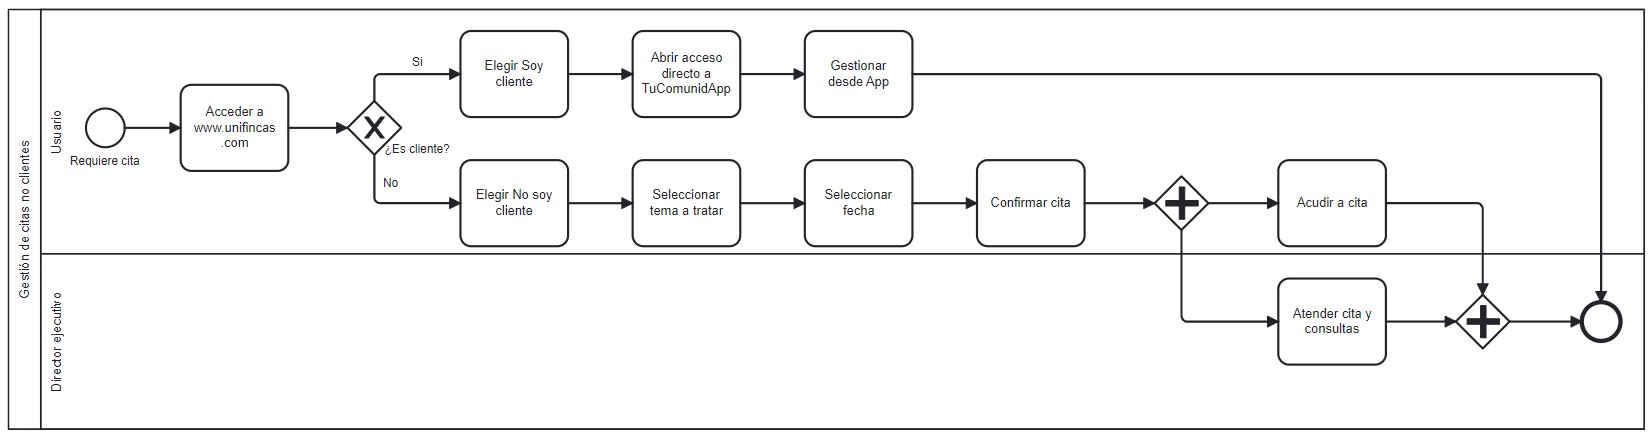 Gestión de citas no clientes
Usuario
Requiere cita
Acceder a
www.unifincas
.com
¿Es cliente?
Si
Elegir Soy
cliente
Abrir acceso
directo a
TuComunidApp
Gestionar
desde App
No
Elegir No soy
cliente
Seleccionar
tema a tratar
Seleccionar
fecha
Confirmar cita
Acudir a cita
Director ejecutivo
Atender cita y
consultas